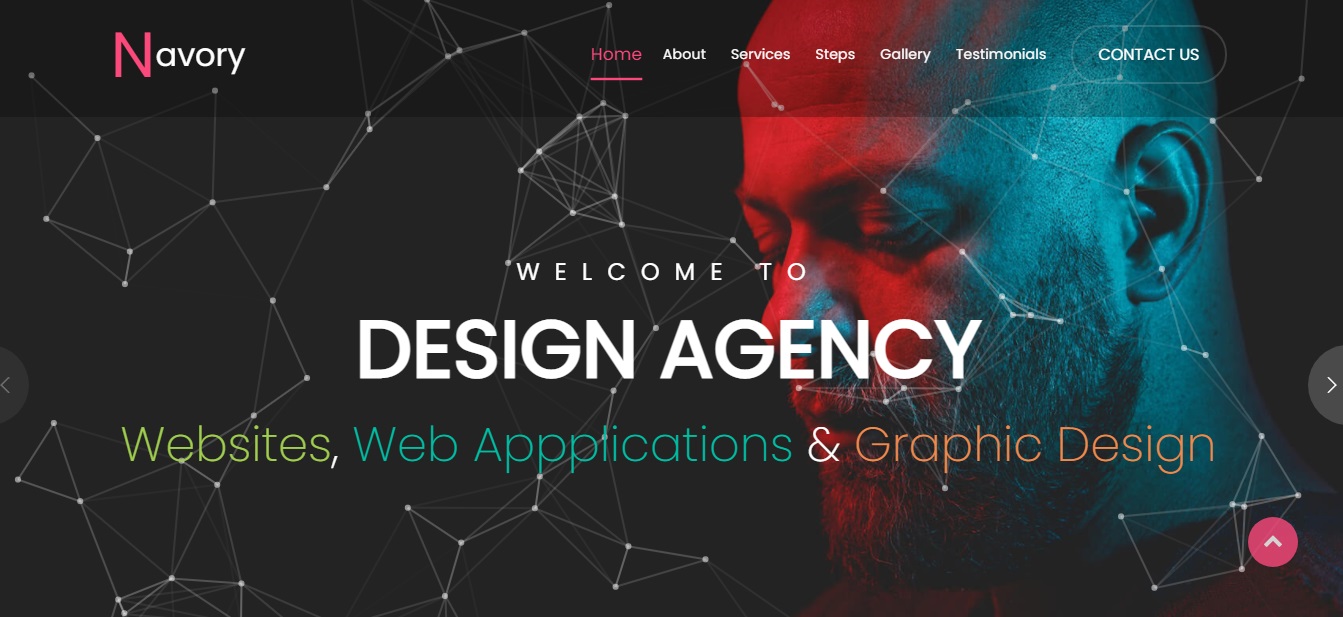 Navory Home About Services Steps Gallery Testimonials CONTACT US
WELCOME TO
DESIGN AGENCY
Websites, Web Appplications & Graphic Design